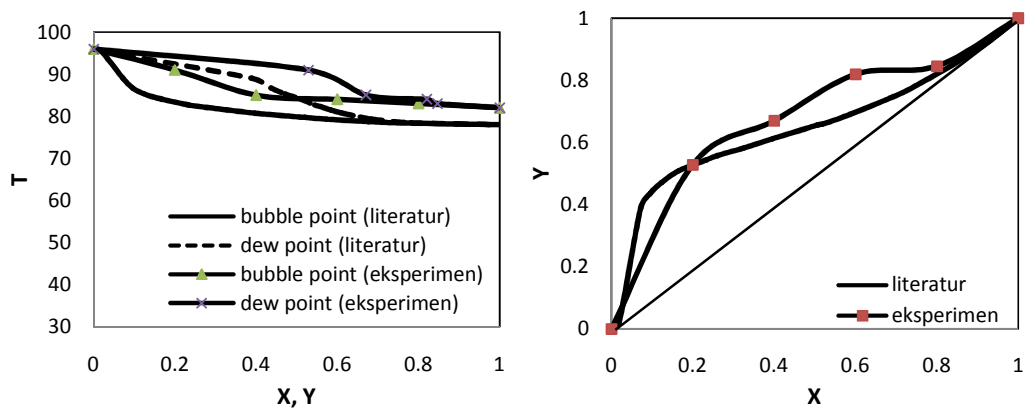 100
90
80
70
60
50
40
30
T
bubble point (literatur)
dew point (literatur)
bubble point (eksperimen)
dew point (eksperimen)
0 0.2 0.4 0.6 0.8 1
X, Y
1
0.8
0.6
0.4
0.2
0
Y
literatur
eksperimen
0 0.2 0.4 0.6 0.8 1
X